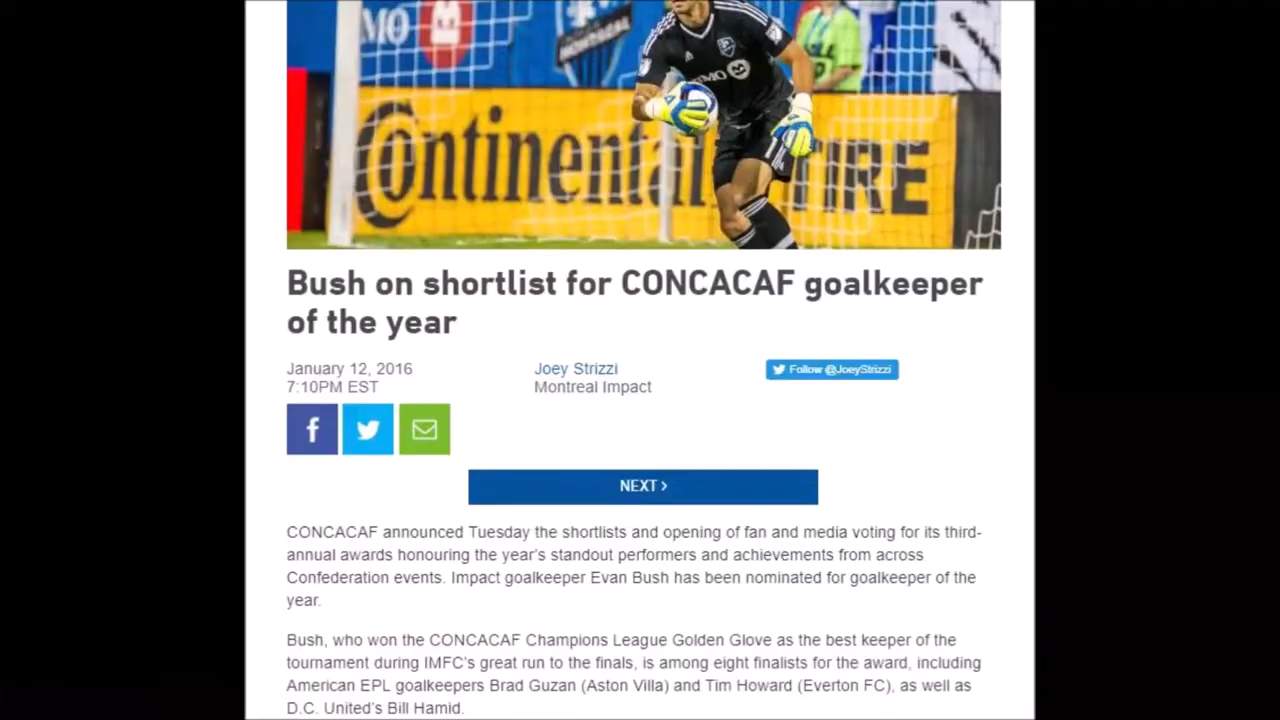 MO
MONTREAL
Continental
TIRE
MO
1
Bush on shortlist for CONCACAF goalkeeper
of the year
January 12, 2016
Joey Strizzi
Follow @JoeyStrizzi
7:10PM EST
Montreal Impact
f
NEXT >
CONCACAF announced Tuesday the shortlists and opening of fan and media voting for its third-
annual awards honouring the year's standout performers and achievements from across
Confederation events. Impact goalkeeper Evan Bush has been nominated for goalkeeper of the
year.
Bush, who won the CONCACAF Champions League Golden Glove as the best keeper of the
tournament during IMFC's great run to the finals, is among eight finalists for the award, including
American EPL goalkeepers Brad Guzan (Aston Villa) and Tim Howard (Everton FC), as well as
D.C. United's Bill Hamid.